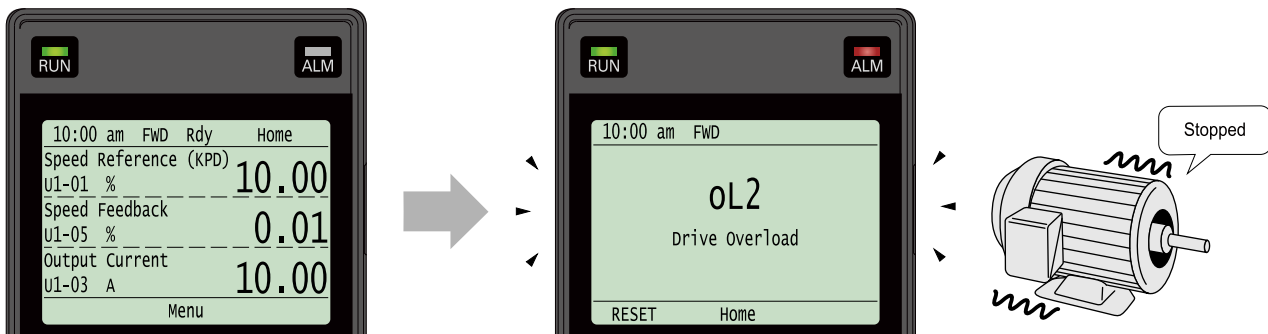 RUN
ALM
10:00 am FWD Rdy Home
Speed Reference (KPD)
U1-01 % 10.00
Speed Feedback
U1-05 % 0.01
Output Current
U1-03 A 10.00
Menu
RUN
ALM
10:00 am FWD
oL2
Drive Overload
RESET Home
Stopped